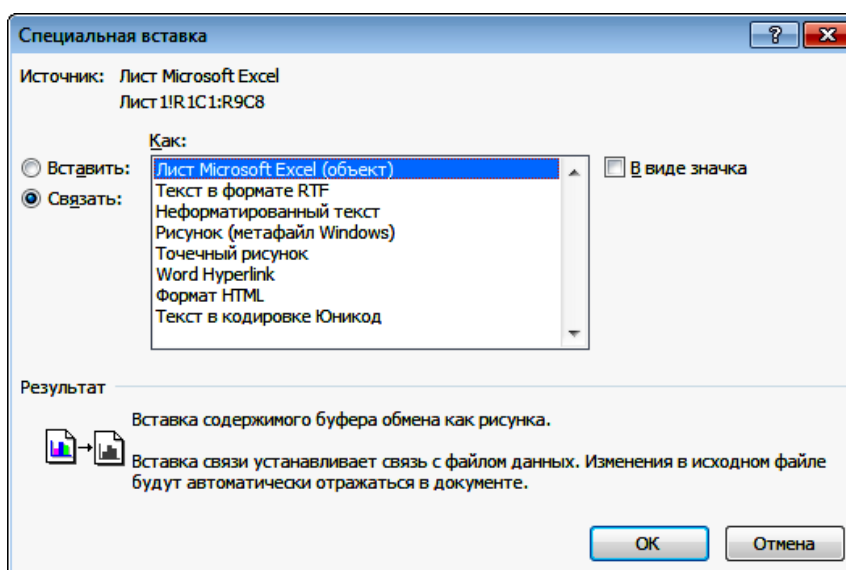 Специальная вставка
Источник: Лист Microsoft Excel
Лист1!R1C1:R9C8
Как:
Вставить:
Связать:
Лист Microsoft Excel (объект)
Текст в формате RTF
Неформатированный текст
Рисунок (метафайл Windows)
Точечный рисунок
Word Hyperlink
Формат HTML
Текст в кодировке Юникод
В виде значка
Результат
Вставка содержимого буфера обмена как рисунка.
Вставка связи устанавливает связь с файлом данных. Изменения в исходном файле
будут автоматически отражаться в документе.
ОК
Отмена